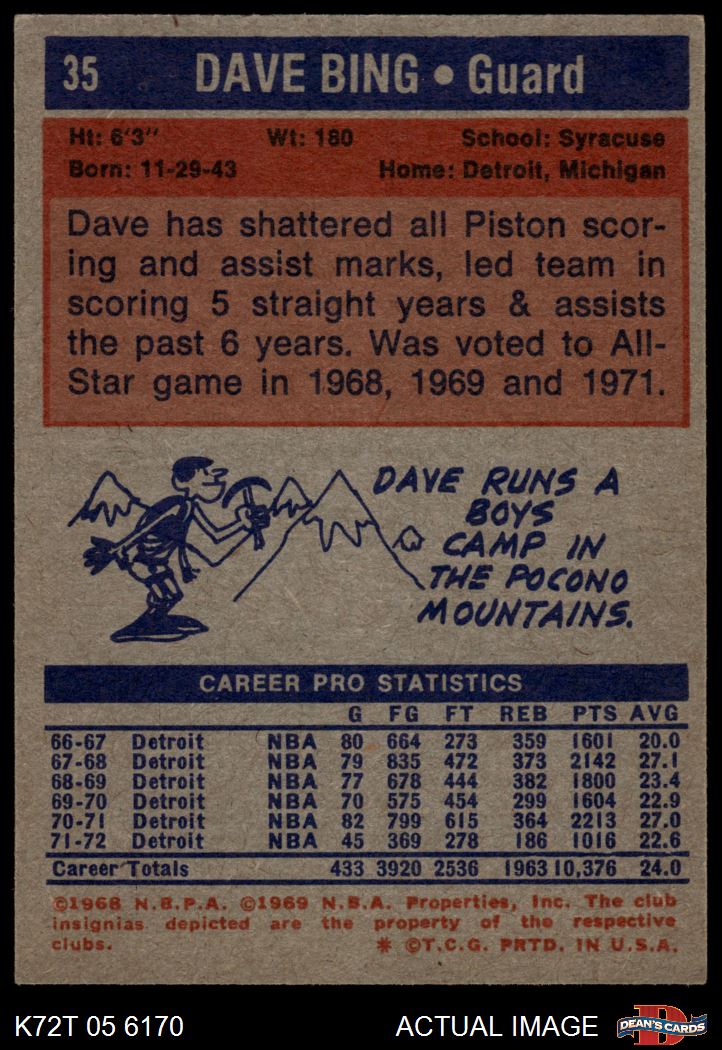 35 DAVE BING • Guard
Ht: 6'3" Wt: 180 School: Syracuse
Born: 11-29-43 Home: Detroit, Michigan
Dave has shattered all Piston scor-
ing and assist marks, led team in
scoring 5 straight years & assists
the past 6 years. Was voted to All-
Star game in 1968, 1969 and 1971.
DAVE RUNS A
BOYS
CAMP IN
THE POCONO
MOUNTAINS.
CAREER PRO STATISTICS
G FG FT REB PTS AVG
66-67 Detroit NBA 80 664 273 359 1601 20.0
67-68 Detroit NBA 79 835 472 373 2142 27.1
68-69 Detroit NBA 77 678 444 382 1800 23.4
69-70 Detroit NBA 70 575 454 299 1604 22.9
70-71 Detroit NBA 82 799 615 364 2213 27.0
71-72 Detroit NBA 45 369 278 186 1016 22.6
Career Totals 433 3920 2536 1963 10,376 24.0
©1968 N.B.P.A. ©1969 N.B.A. Properties, Inc. The club
insignias depicted are the property of the respective
clubs. * ©T.C.G. PRTD. IN U.S.A.
K72T 05 6170 ACTUAL IMAGE D DEAN'S CARDS